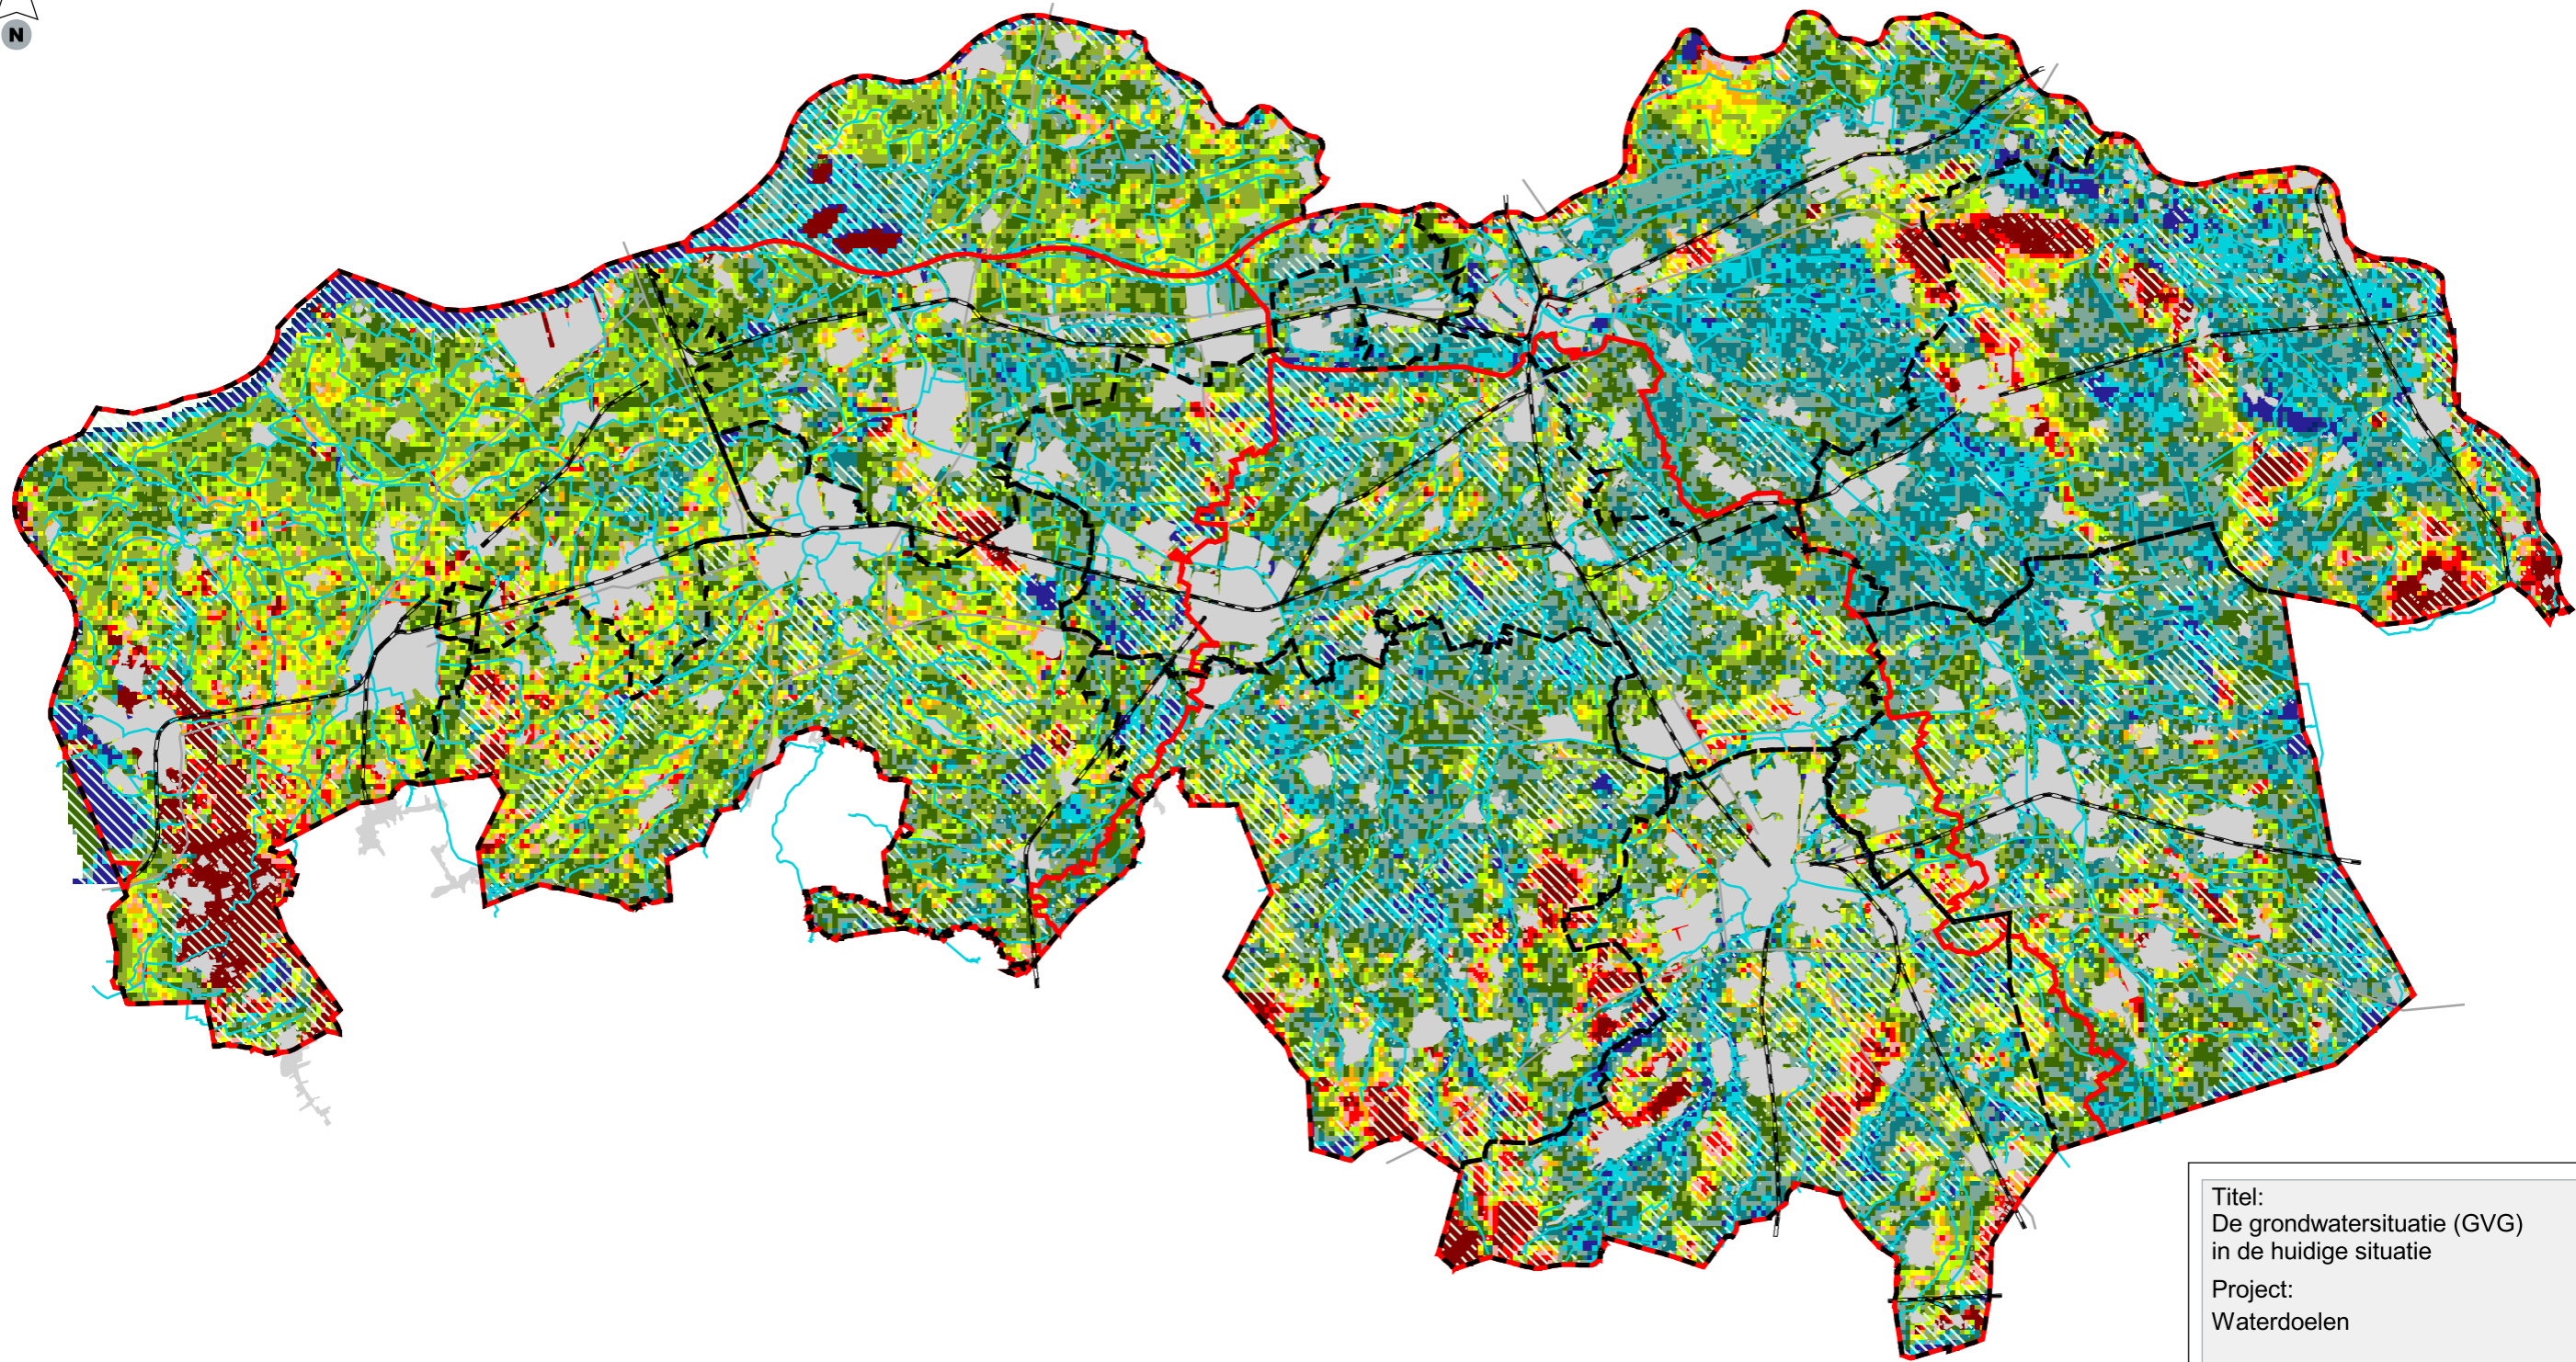 N
Titel:
De grondwatersituatie (GVG)
in de huidige situatie
Project:
Waterdoelen